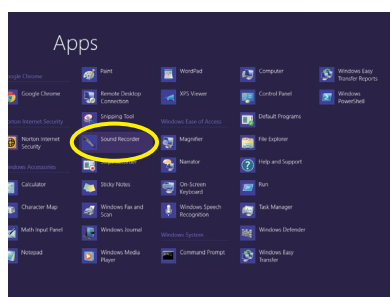 Apps
Google Chrome
Google Chrome
Norton Internet Security
Norton Internet
Security
Windows Accessories
Calculator
Character Map
Math Input Panel
Notepad
Paint
Remote Desktop
Connection
Snipping Tool
Sound Recorder
Sticky Notes
Windows Fax and
Scan
Windows Journal
Windows Media
Player
WordPad
XPS Viewer
Windows Ease of Access
Magnifier
Narrator
On-Screen
Keyboard
Windows Speech
Recognition
Windows System
Command Prompt
Computer
Control Panel
Default Programs
File Explorer
Help and Support
Run
Task Manager
Windows Defender
Windows Easy
Transfer
Windows Easy
Transfer Reports
Windows
PowerShell